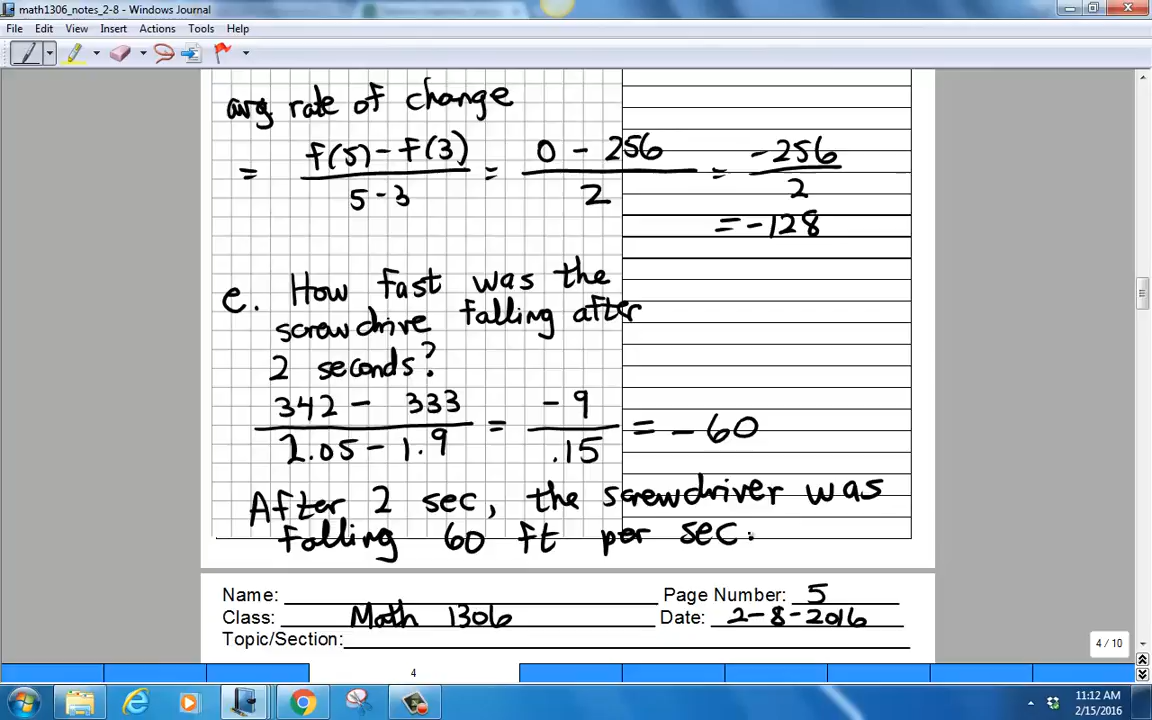 math1306_notes_2-8 - Windows Journal
File Edit View Insert Actions Tools Help
avg rate of change
= f(5) - f(3) / 5 - 3 = 0 - 256 / 2 = -256 / 2
= -128
e. How fast was the
screwdrive falling after
2 seconds?
342 - 333 / 2.05 - 1.9 = -9 / .15 = -60
After 2 sec, the screwdriver was
falling 60 ft per sec.
Name: Page Number: 5
Class: Math 1306 Date: 2-8-2016
Topic/Section:
4 / 10
4
11:12 AM
2/15/2016